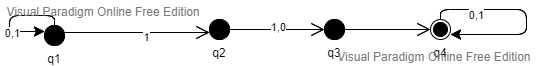 Visual Paradigm Online Free Edition
0,1
0,1
1
1,0
q1
q2
q3
q4
Visual Paradigm Online Free Edition